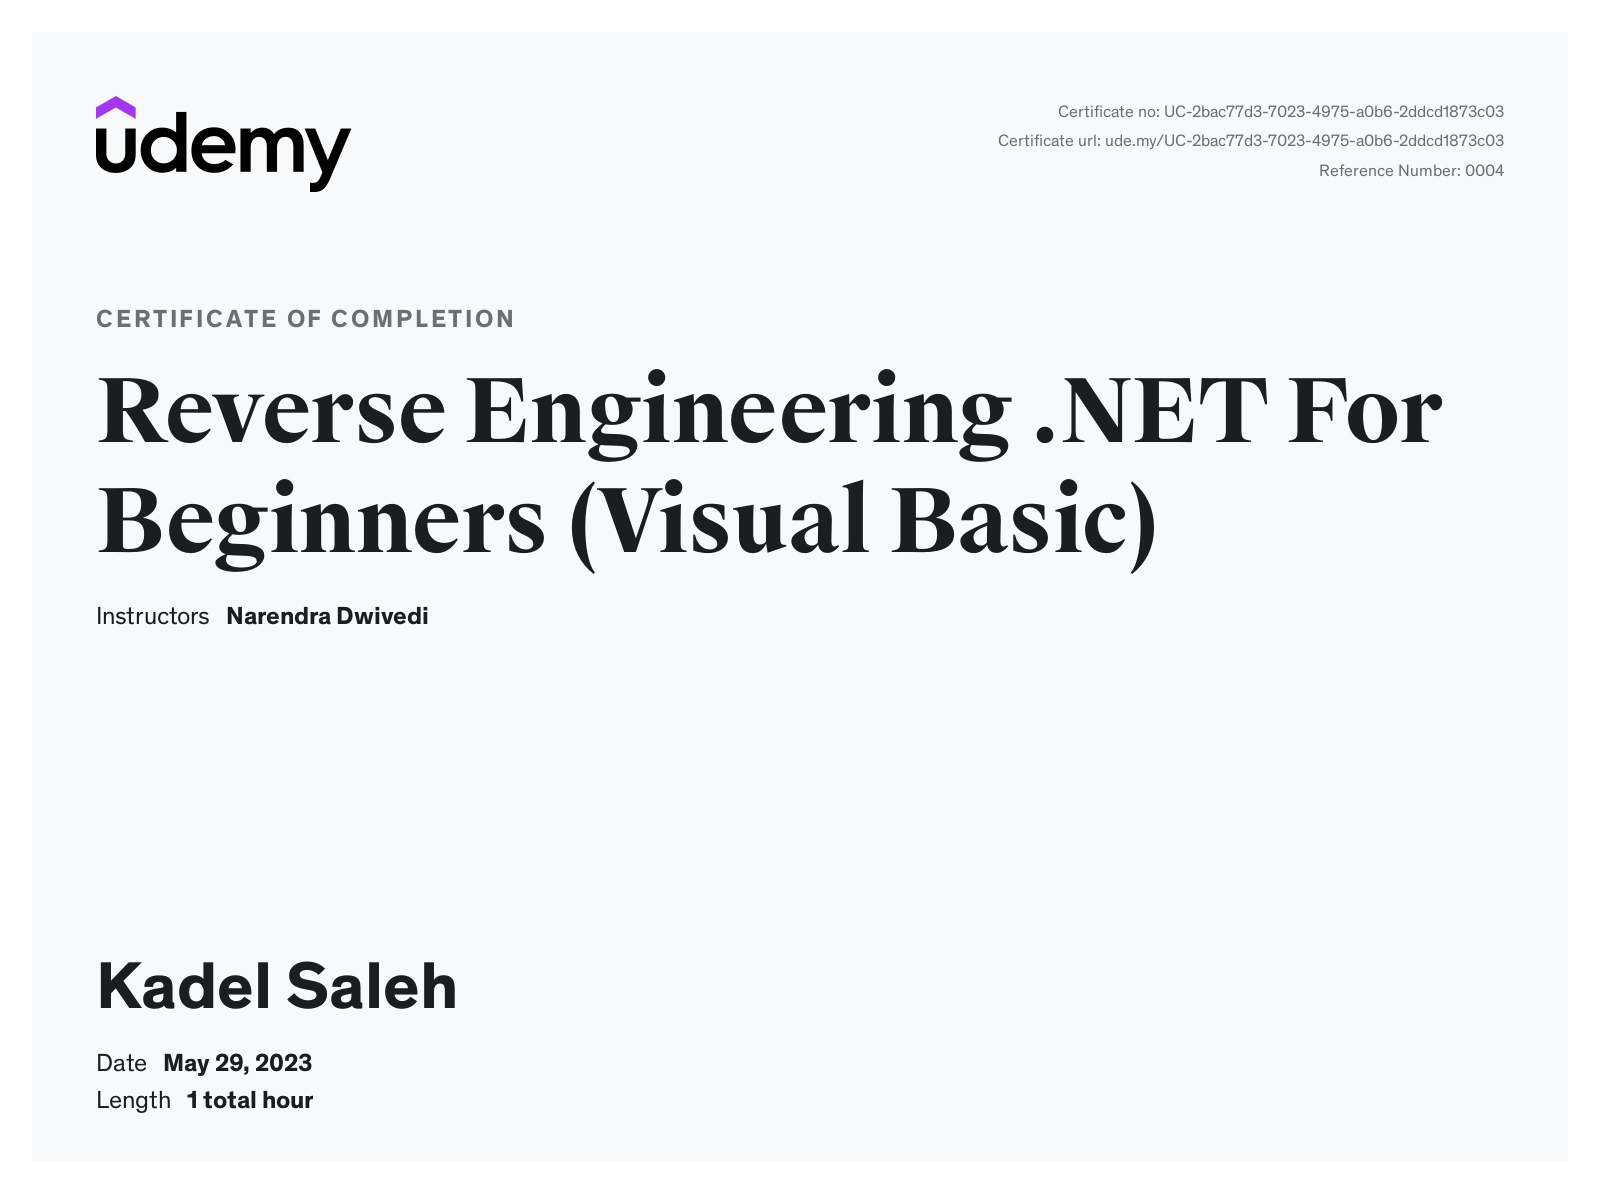 udemy
Certificate no: UC-2bac77d3-7023-4975-a0b6-2ddcd1873c03
Certificate url: ude.my/UC-2bac77d3-7023-4975-a0b6-2ddcd1873c03
Reference Number: 0004
CERTIFICATE OF COMPLETION
Reverse Engineering .NET For
Beginners (Visual Basic)
Instructors Narendra Dwivedi
Kadel Saleh
Date May 29, 2023
Length 1 total hour